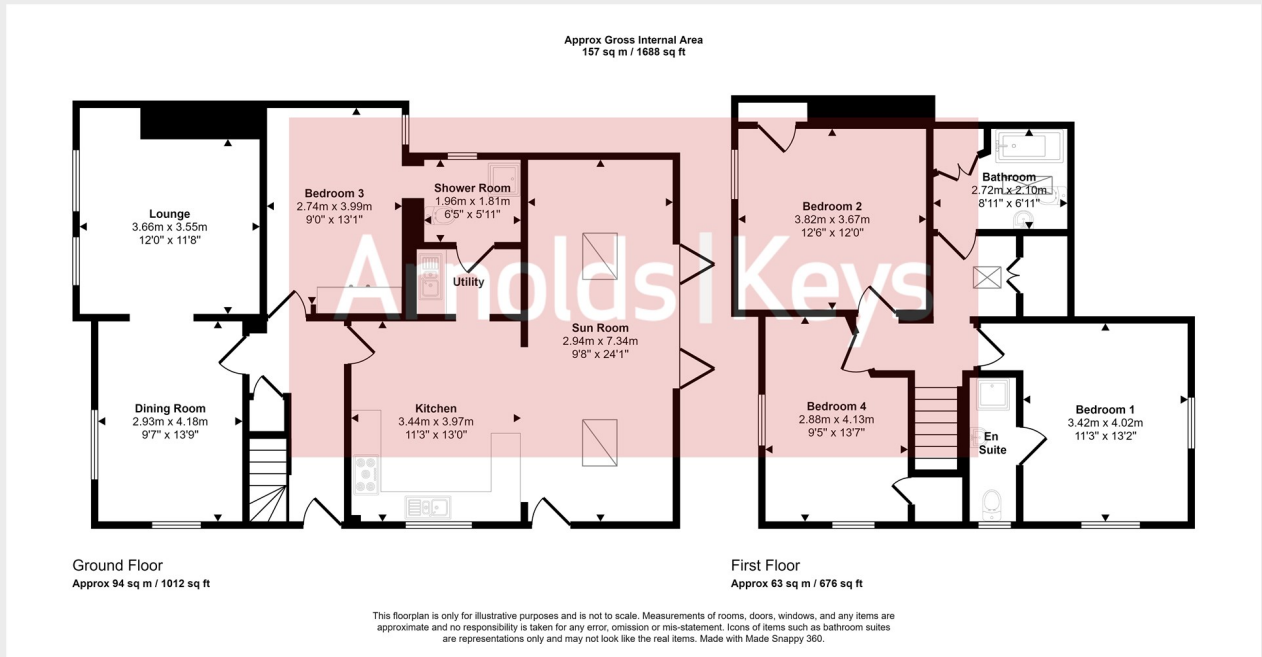 Approx Gross Internal Area
157 sq m / 1688 sq ft
Lounge
3.66m x 3.55m
12'0" x 11'8"
Bedroom 3
2.74m x 3.99m
9'0" x 13'1"
Shower Room
1.96m x 1.81m
6'5" x 5'11"
Utility
Sun Room
2.94m x 7.34m
9'8" x 24'1"
Dining Room
2.93m x 4.18m
9'7" x 13'9"
Kitchen
3.44m x 3.97m
11'3" x 13'0"
Bedroom 2
3.82m x 3.67m
12'6" x 12'0"
Bathroom
2.72m x 2.10m
8'11" x 6'11"
Bedroom 4
2.88m x 4.13m
9'5" x 13'7"
En
Suite
Bedroom 1
3.42m x 4.02m
11'3" x 13'2"
Arnolds|Keys
Ground Floor
Approx 94 sq m / 1012 sq ft
First Floor
Approx 63 sq m / 676 sq ft
This floorplan is only for illustrative purposes and is not to scale. Measurements of rooms, doors, windows, and any items are
approximate and no responsibility is taken for any error, omission or mis-statement. Icons of items such as bathroom suites
are representations only and may not look like the real items. Made with Made Snappy 360.